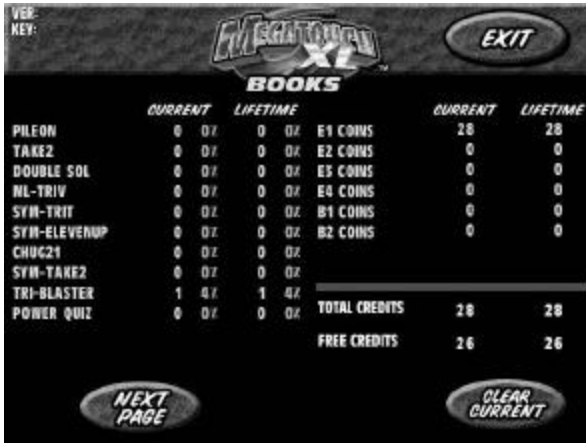 VER:
KEY:
MEGATOUCH
XL
™
EXIT
BOOKS
CURRENT LIFETIME
PILEON 0 0% 0 0%
TAKE2 0 0% 0 0%
DOUBLE SOL 0 0% 0 0%
NL-TRIV 0 0% 0 0%
SYM-TRIT 0 0% 0 0%
SYM-ELEVENUP 0 0% 0 0%
CHUG21 0 0% 0 0%
SYM-TAKE2 0 0% 0 0%
TRI-BLASTER 1 4% 1 4%
POWER QUIZ 0 0% 0 0%
CURRENT LIFETIME
E1 COINS 28 28
E2 COINS 0 0
E3 COINS 0 0
E4 COINS 0 0
B1 COINS 0 0
B2 COINS 0 0
TOTAL CREDITS 28 28
FREE CREDITS 26 26
NEXT
PAGE
CLEAR
CURRENT